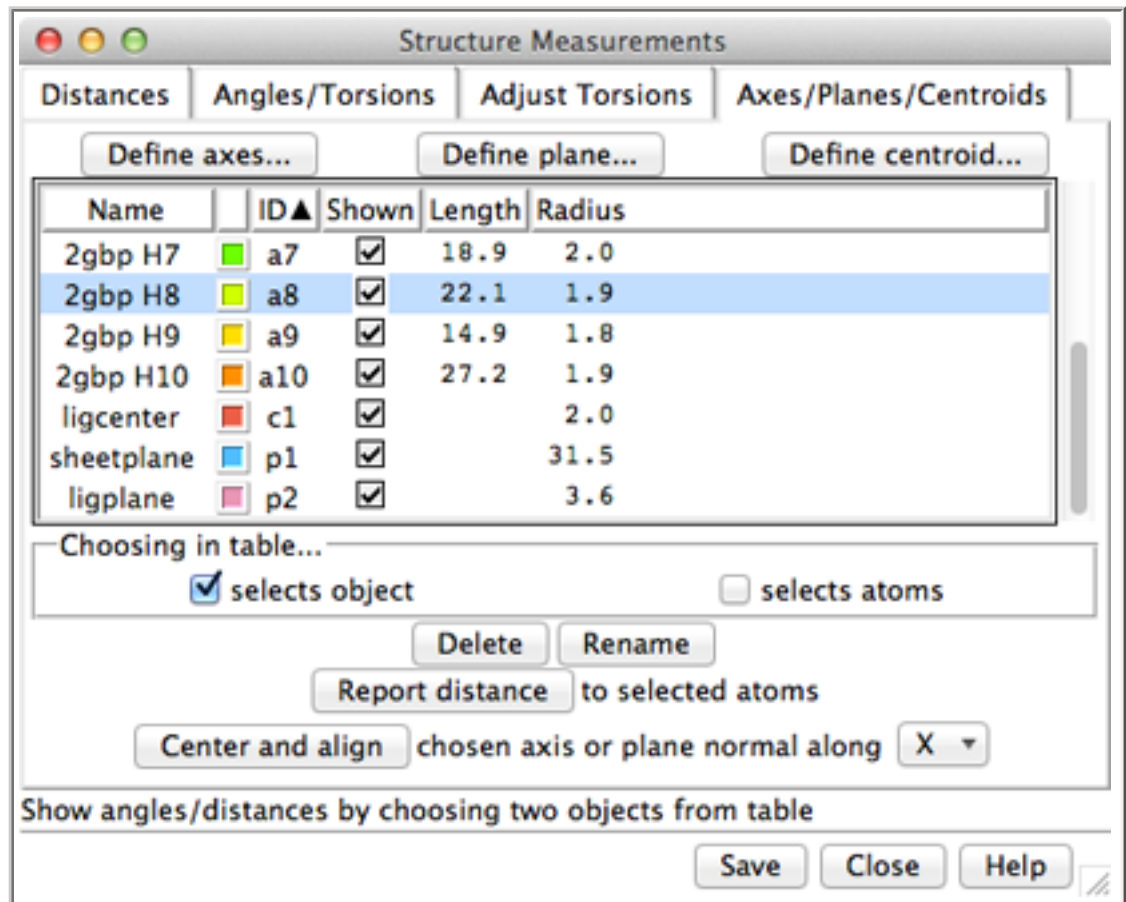 Structure Measurements
Distances Angles/Torsions Adjust Torsions Axes/Planes/Centroids
Define axes... Define plane... Define centroid...
Name ID▲ Shown Length Radius
2gbp H7 a7 18.9 2.0
2gbp H8 a8 22.1 1.9
2gbp H9 a9 14.9 1.8
2gbp H10 a10 27.2 1.9
ligcenter c1 2.0
sheetplane p1 31.5
ligplane p2 3.6
Choosing in table...
selects object selects atoms
Delete Rename
Report distance to selected atoms
Center and align chosen axis or plane normal along X
Show angles/distances by choosing two objects from table
Save Close Help